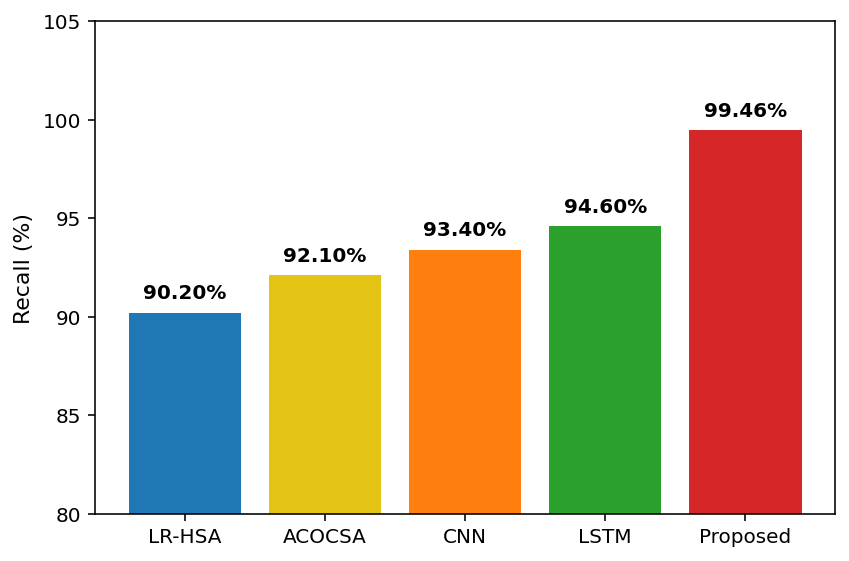 105
100
95
90
85
80
Recall (%)
90.20%
92.10%
93.40%
94.60%
99.46%
LR-HSA
ACOCSA
CNN
LSTM
Proposed